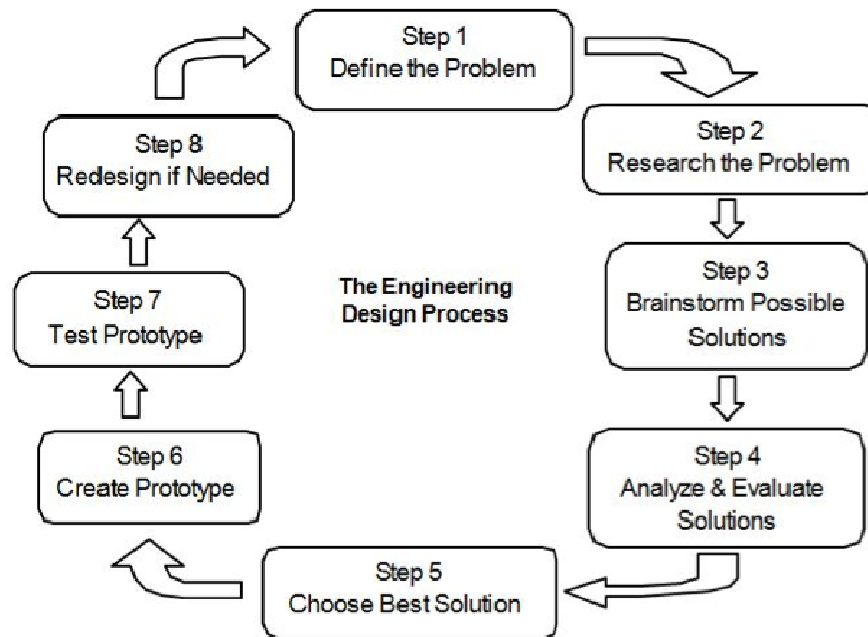 Step 1
Define the Problem
Step 2
Research the Problem
Step 3
Brainstorm Possible
Solutions
Step 4
Analyze & Evaluate
Solutions
Step 5
Choose Best Solution
Step 6
Create Prototype
Step 7
Test Prototype
Step 8
Redesign if Needed
The Engineering
Design Process